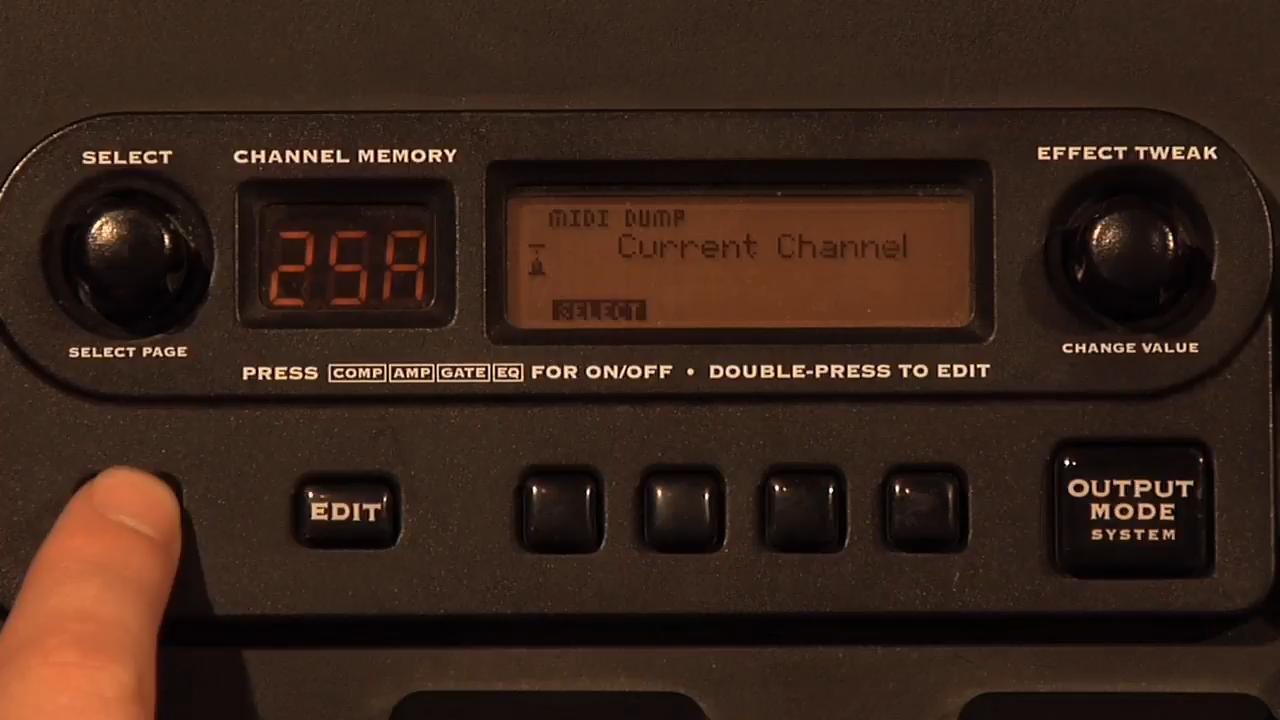 SELECT
CHANNEL MEMORY
EFFECT TWEAK
25A
MIDI DUMP
Current Channel
SELECT
SELECT PAGE
CHANGE VALUE
PRESS COMP AMP GATE EQ FOR ON/OFF • DOUBLE-PRESS TO EDIT
EDIT
OUTPUT
MODE
SYSTEM